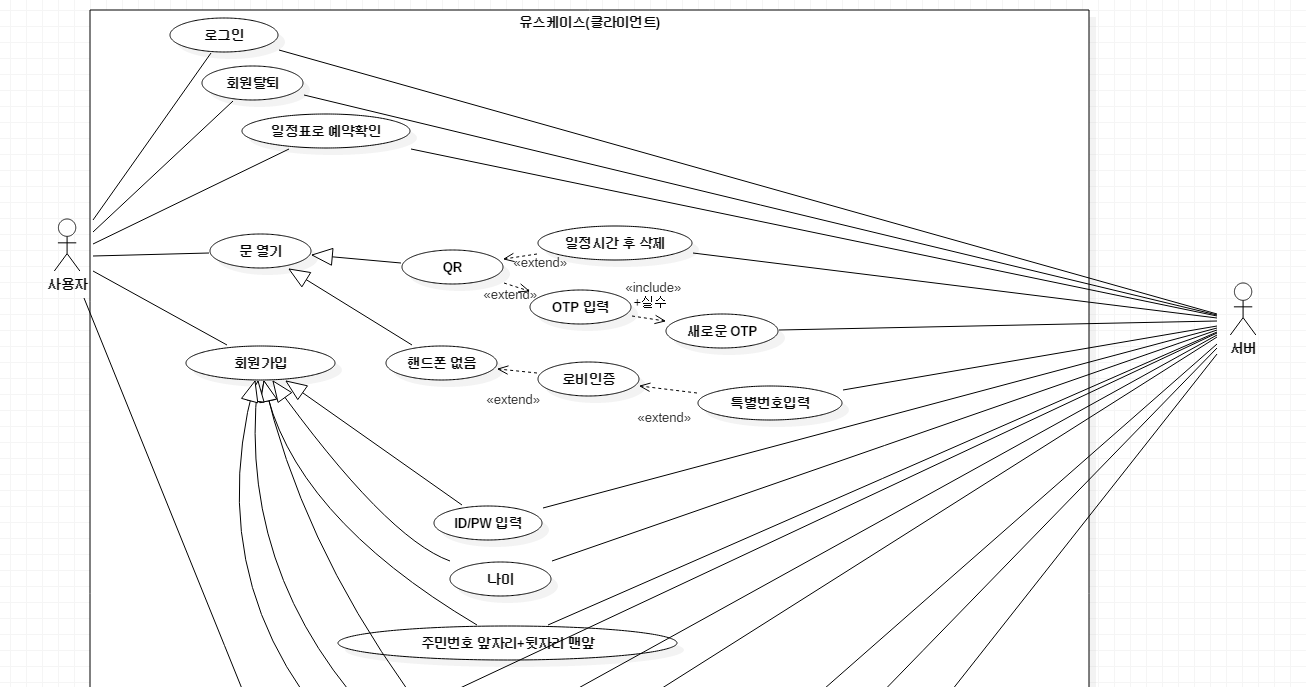 유스케이스(클라이언트)
로그인
회원탈퇴
일정표로 예약확인
사용자
문 열기
QR
일정시간 후 삭제
«extend»
«extend»
OTP 입력
«include»
+실수
새로운 OTP
서버
회원가입
핸드폰 없음
«extend»
로비인증
«extend»
특별번호입력
ID/PW 입력
나이
주민번호 앞자리+뒷자리 맨앞